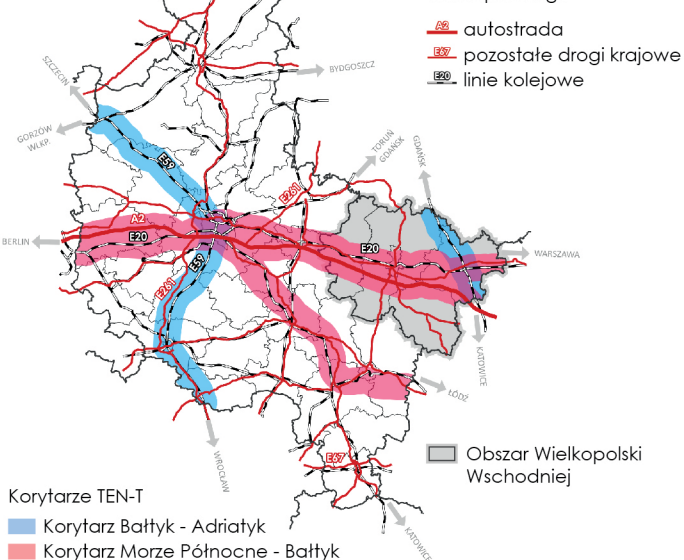 A2 autostrada
E67 pozostałe drogi krajowe
E20 linie kolejowe
SZCZECIN
BYDGOSZCZ
GORZÓW
WLKP.
TORUŃ
GDAŃSK
GDAŃSK
E59
E261
A2
BERLIN
E20
E20
WARSZAWA
E59
E261
KATOWICE
ŁÓDŹ
WROCŁAW
E67
Obszar Wielkopolski
Wschodniej
KATOWICE
Korytarze TEN-T
Korytarz Bałtyk - Adriatyk
Korytarz Morze Północne - Bałtyk